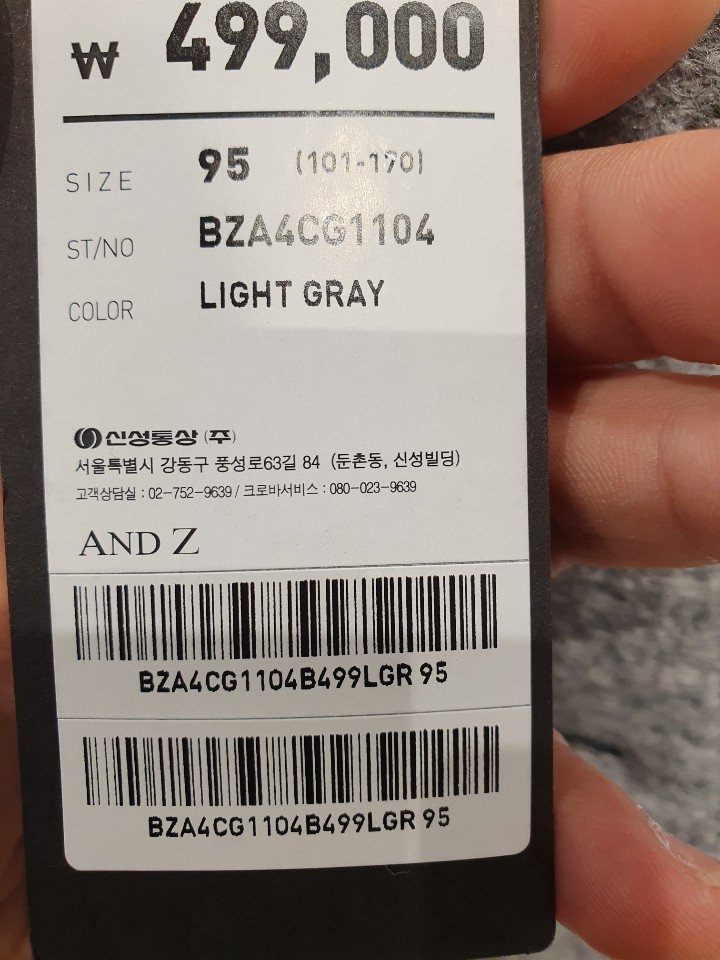 ₩ 499,000
SIZE 95 (101-190)
ST/NO BZA4CG1104
COLOR LIGHT GRAY
신성통상 (주)
서울특별시 강동구 풍성로63길 84 (둔촌동, 신성빌딩)
고객상담실 : 02-752-9639 / 크로바서비스 : 080-023-9639
AND Z
BZA4CG1104B499LGR 95
BZA4CG1104B499LGR 95